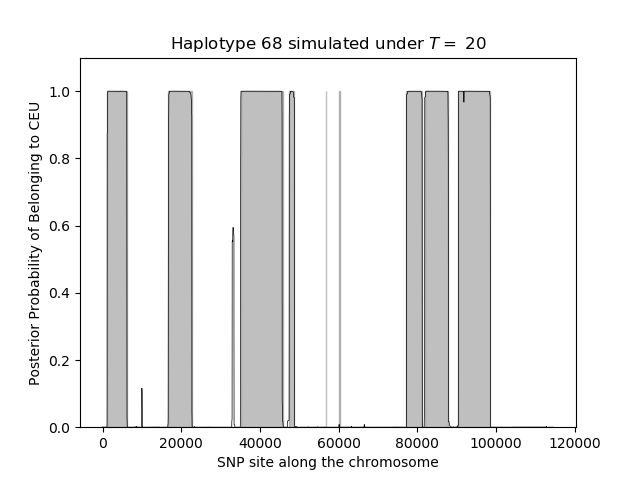 Haplotype 68 simulated under T = 20
Posterior Probability of Belonging to CEU
1.0
0.8
0.6
0.4
0.2
0.0
0 20000 40000 60000 80000 100000 120000
SNP site along the chromosome